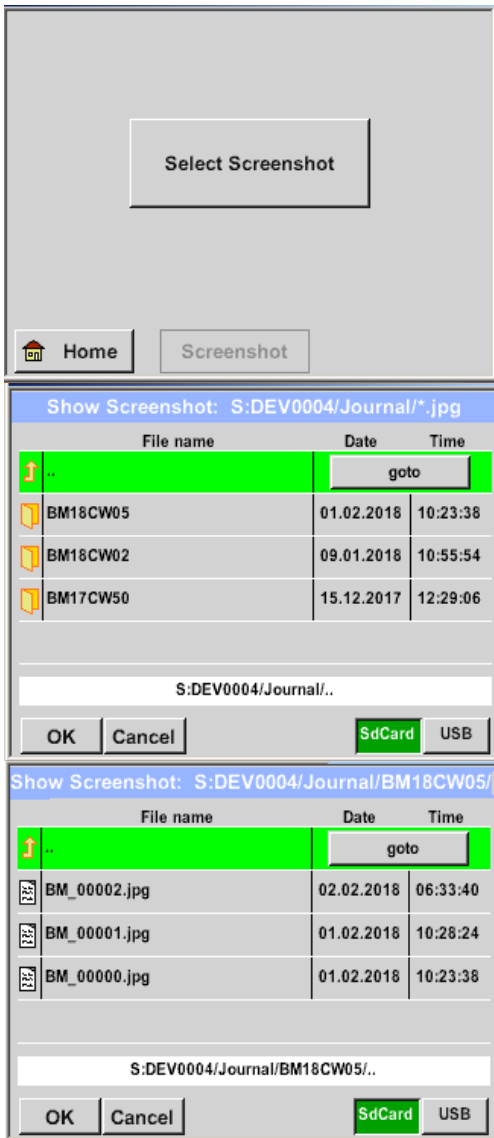 Select Screenshot
Home Screenshot
Show Screenshot: S:DEV0004/Journal/*.jpg
File name Date Time
.. goto
BM18CW05 01.02.2018 10:23:38
BM18CW02 09.01.2018 10:55:54
BM17CW50 15.12.2017 12:29:06
S:DEV0004/Journal/..
OK Cancel SdCard USB
Show Screenshot: S:DEV0004/Journal/BM18CW05/
File name Date Time
.. goto
BM_00002.jpg 02.02.2018 06:33:40
BM_00001.jpg 01.02.2018 10:28:24
BM_00000.jpg 01.02.2018 10:23:38
S:DEV0004/Journal/BM18CW05/..
OK Cancel SdCard USB